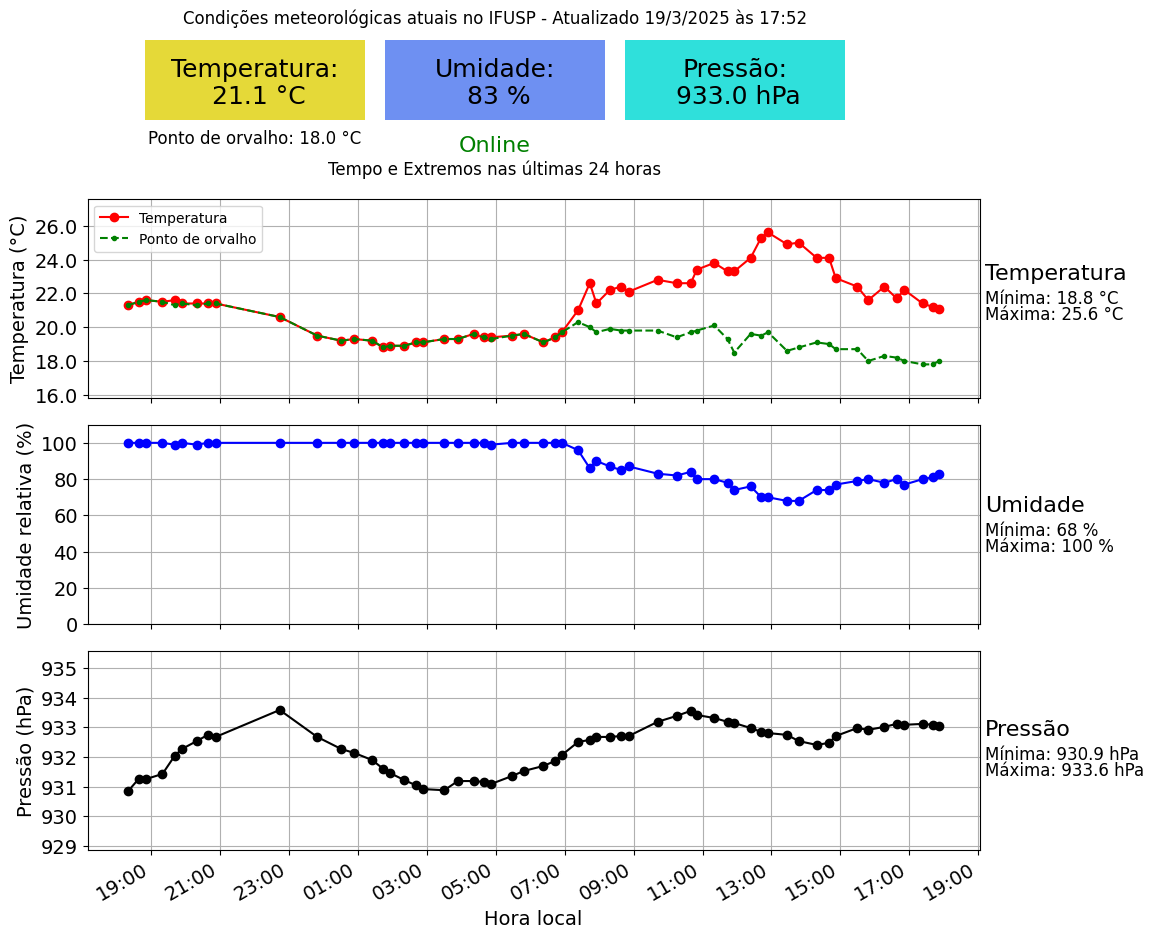 Condições meteorológicas atuais no IFUSP - Atualizado 19/3/2025 às 17:52
Temperatura:
21.1 °C
Umidade:
83 %
Pressão:
933.0 hPa
Ponto de orvalho: 18.0 °C
Online
Tempo e Extremos nas últimas 24 horas
Temperatura (°C)
26.0
24.0
22.0
20.0
18.0
16.0
Temperatura
Ponto de orvalho
Temperatura
Mínima: 18.8 °C
Máxima: 25.6 °C
Umidade relativa (%)
100
80
60
40
20
0
Umidade
Mínima: 68 %
Máxima: 100 %
Pressão (hPa)
935
934
933
932
931
930
929
Pressão
Mínima: 930.9 hPa
Máxima: 933.6 hPa
19:00 21:00 23:00 01:00 03:00 05:00 07:00 09:00 11:00 13:00 15:00 17:00 19:00
Hora local